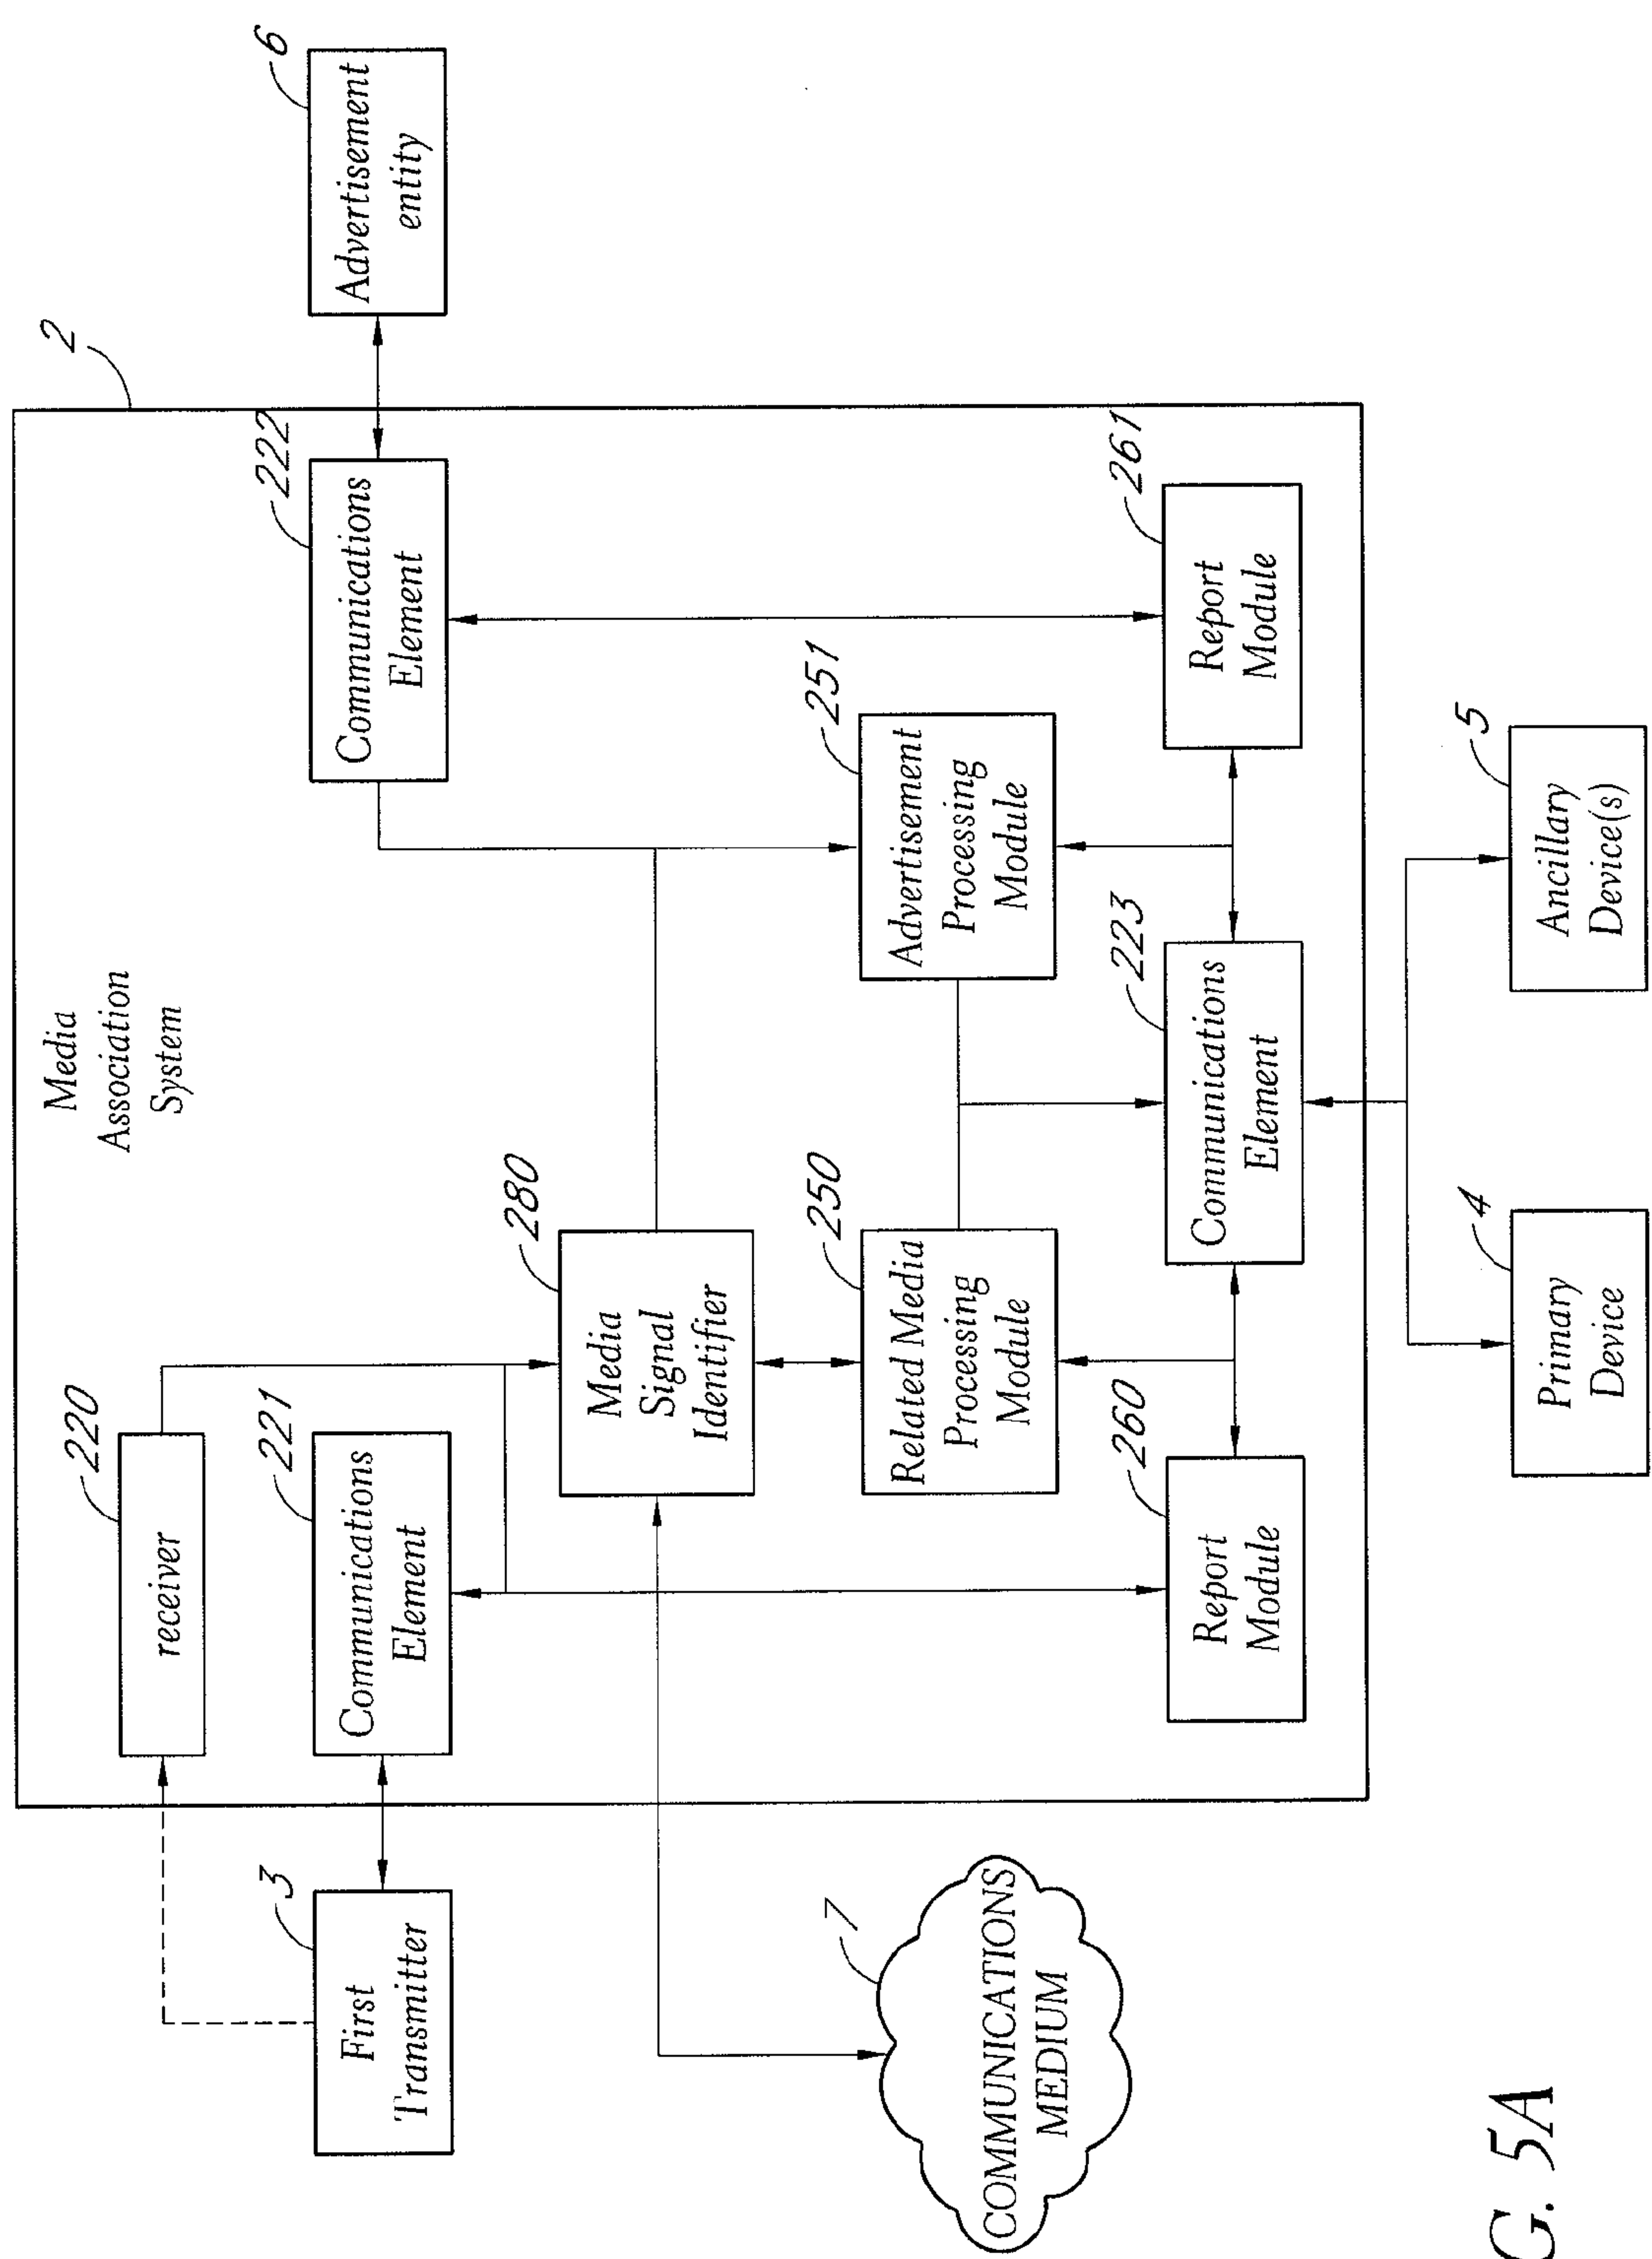 Media
Association
System
2
First
Transmitter
3
receiver
220
Communications
Element
221
Communications
Element
222
Advertisement
entity
6
Media
Signal
Identifier
280
Related Media
Processing
Module
250
Advertisement
Processing
Module
251
COMMUNICATIONS
MEDIUM
7
Report
Module
260
Communications
Element
223
Report
Module
261
Primary
Device
4
Ancillary
Device(s)
5
G. 5A